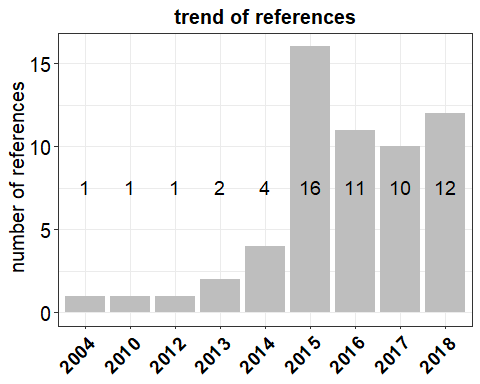 trend of references
number of references
15
10
5
0
1 1 1 2 4 16 11 10 12
2004 2010 2012 2013 2014 2015 2016 2017 2018